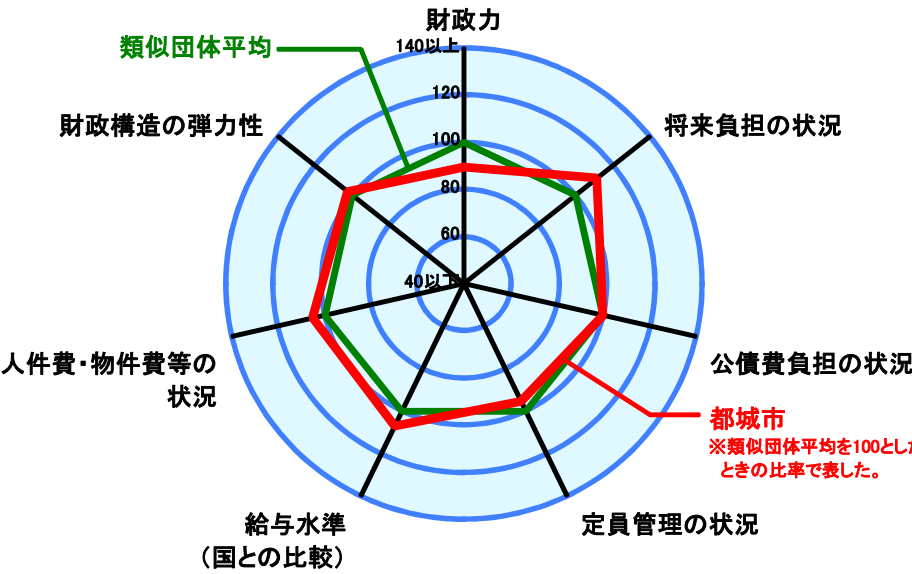 財政力
140以上
類似団体平均
120
財政構造の弾力性
将来負担の状況
100
80
60
40以下
人件費・物件費等の
状況
公債費負担の状況
都城市
※類似団体平均を100とした
ときの比率で表した。
給与水準
（国との比較）
定員管理の状況